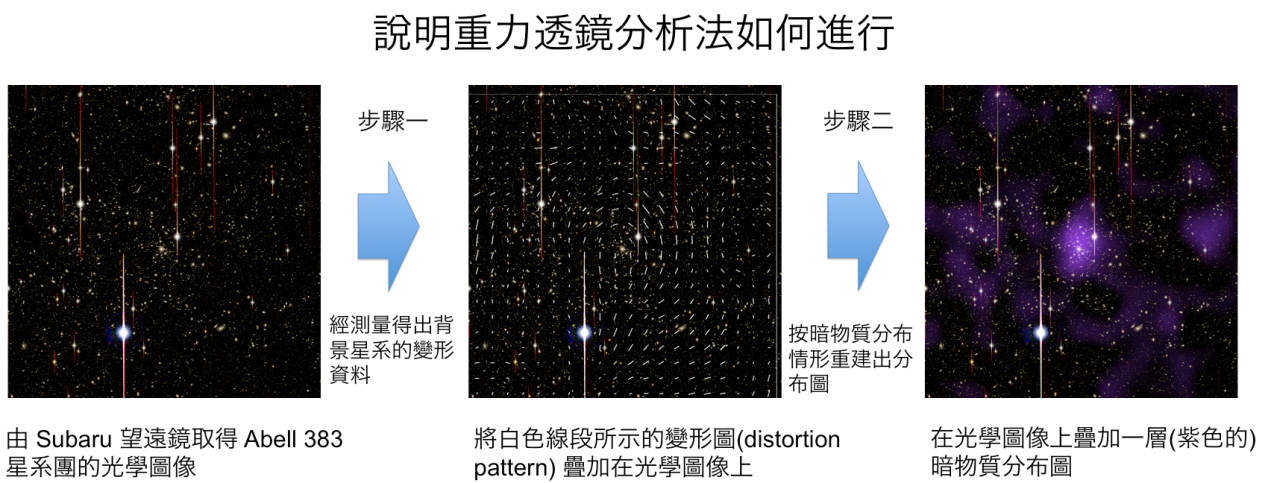 說明重力透鏡分析法如何進行
步驟一
步驟二
經測量得出背
景星系的變形
資料
按暗物質分布
情形重建出分
布圖
由 Subaru 望遠鏡取得 Abell 383
星系團的光學圖像
將白色線段所示的變形圖(distortion
pattern) 疊加在光學圖像上
在光學圖像上疊加一層(紫色的)
暗物質分布圖